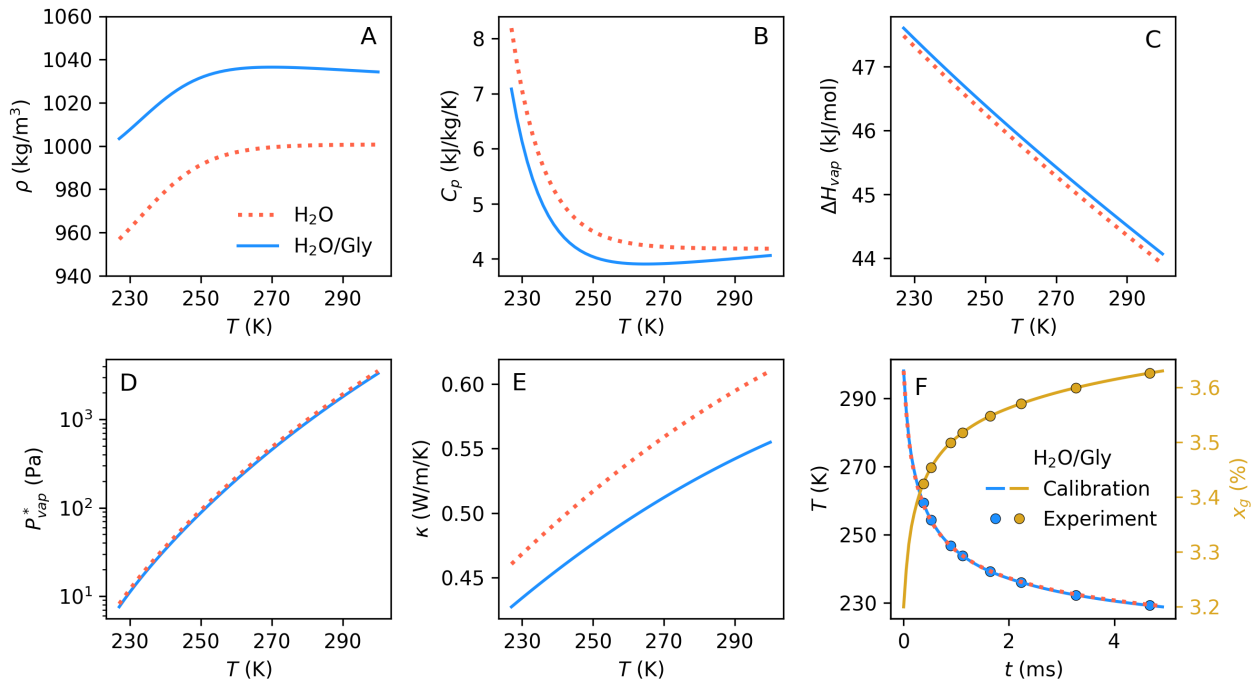 A
ρ (kg/m³)
1060
1040
1020
1000
980
960
940
H₂O
H₂O/Gly
230 250 270 290
T (K)
B
C_p (kJ/kg/K)
8
7
6
5
4
230 250 270 290
T (K)
C
ΔH_vap (kJ/mol)
47
46
45
44
230 250 270 290
T (K)
D
P*_vap (Pa)
10³
10²
10¹
230 250 270 290
T (K)
E
κ (W/m/K)
0.60
0.55
0.50
0.45
230 250 270 290
T (K)
F
T (K)
290
270
250
230
H₂O/Gly
Calibration
Experiment
3.6
3.5
3.4
3.3
3.2
x_g (%)
0 2 4
t (ms)